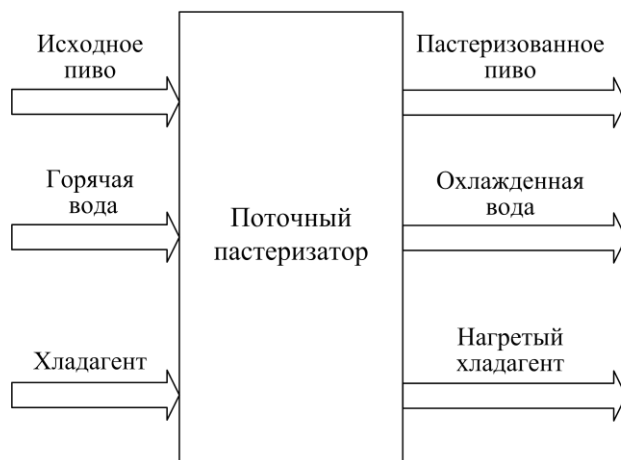 Исходное
пиво
Пастеризованное
пиво
Горячая
вода
Поточный
пастеризатор
Охлажденная
вода
Хладагент
Нагретый
хладагент